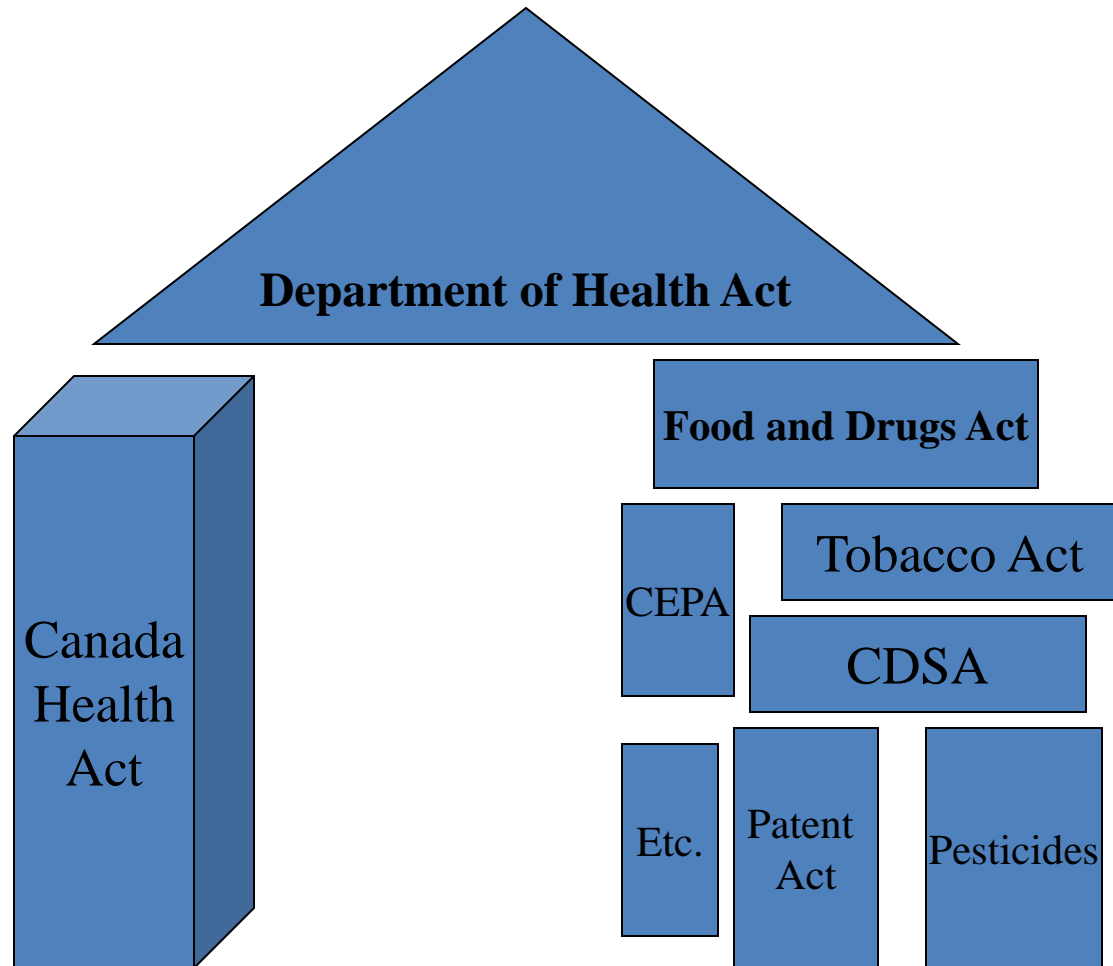 Department of Health Act
Food and Drugs Act
Tobacco Act
CEPA
CDSA
Canada
Health
Act
Etc.
Patent
Act
Pesticides